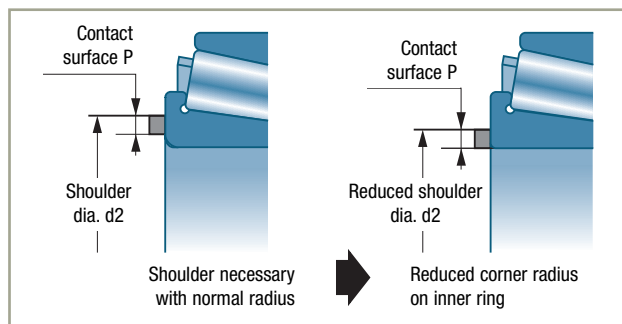 Contact
surface P
Shoulder
dia. d2
Shoulder necessary
with normal radius
Contact
surface P
Reduced shoulder
dia. d2
Reduced corner radius
on inner ring